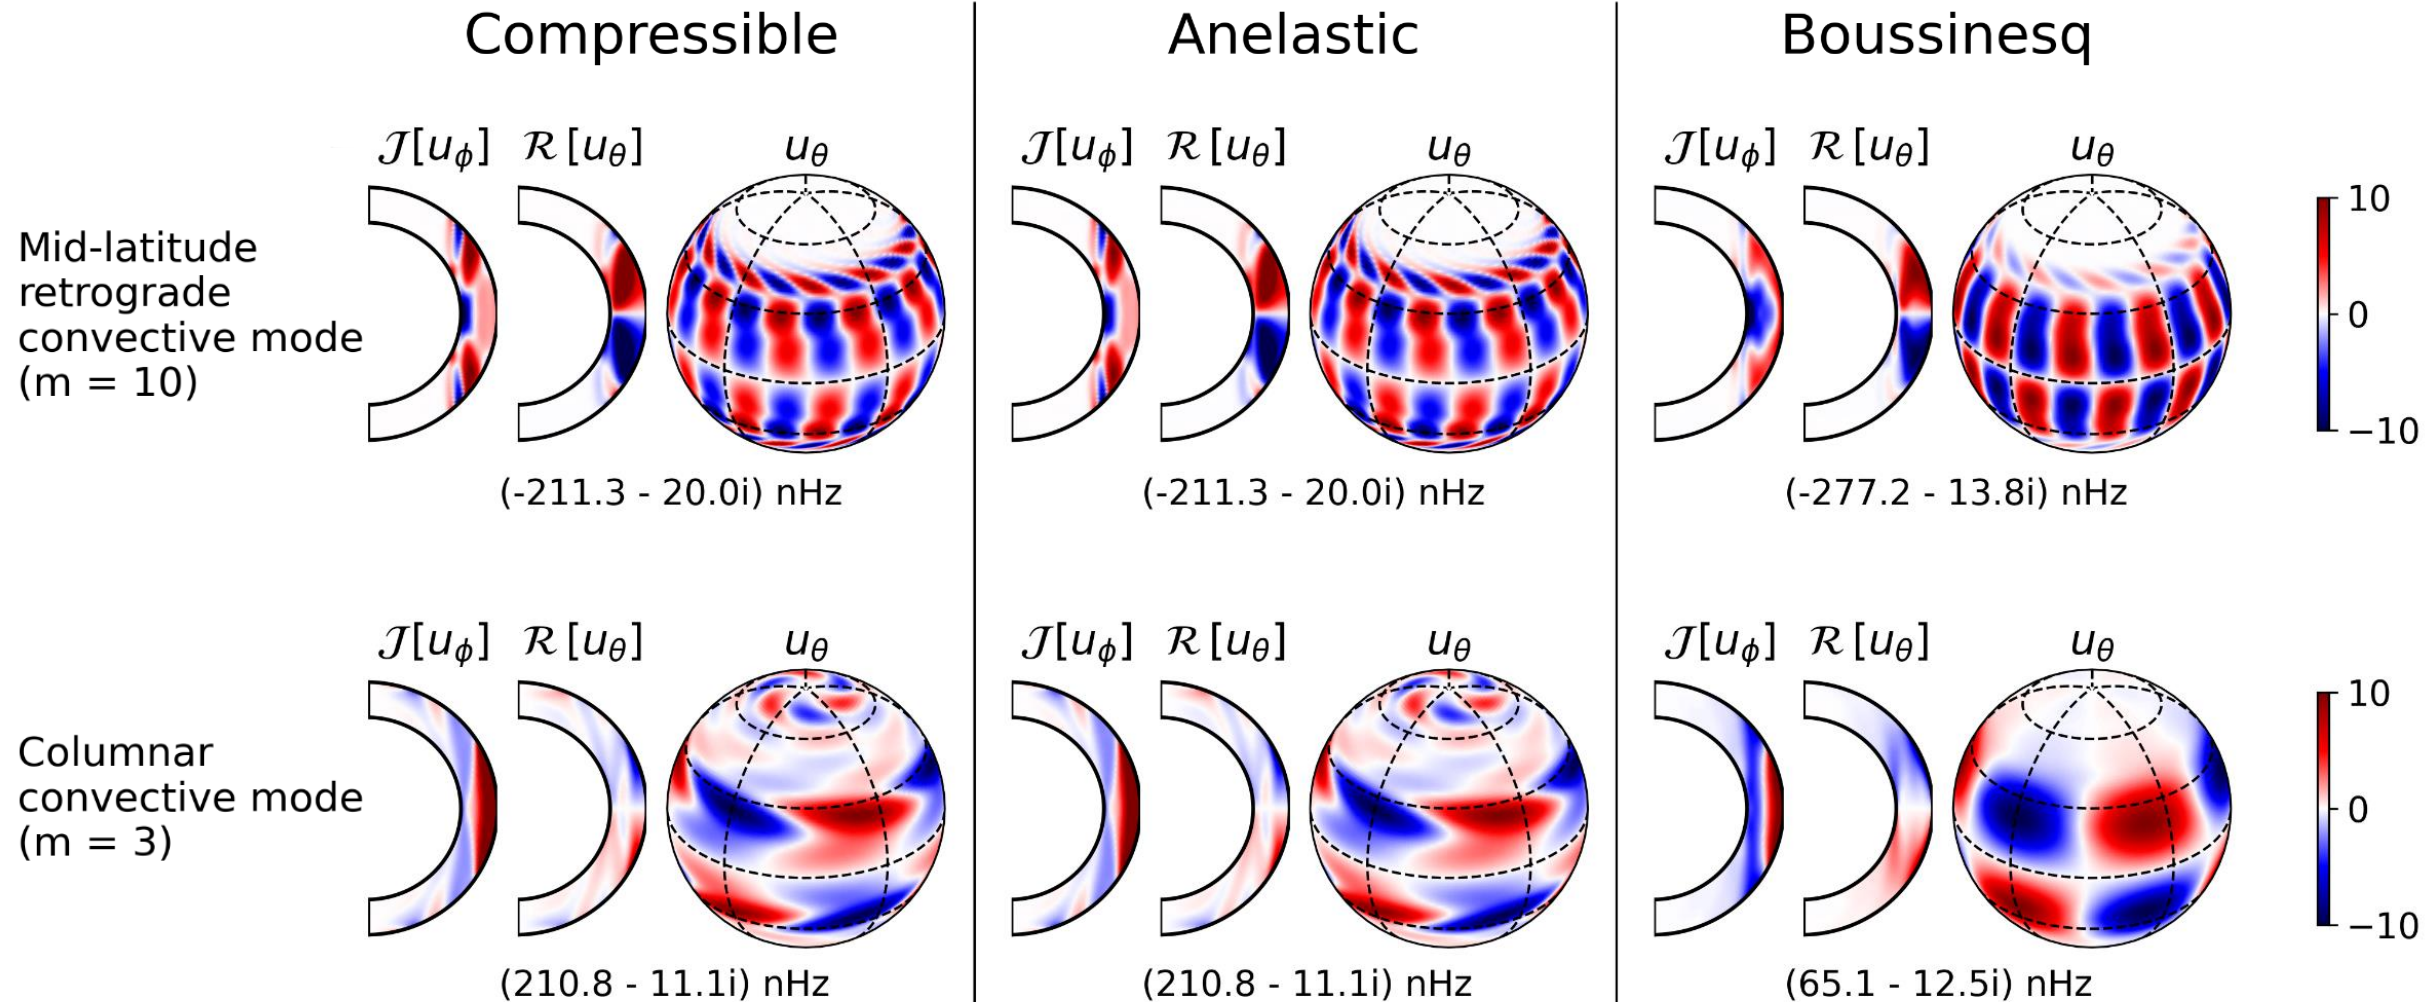 Compressible
Anelastic
Boussinesq
Mid-latitude
retrograde
convective mode
(m = 10)
𝒥[u_ϕ] ℛ[u_θ] u_θ
(-211.3 - 20.0i) nHz
𝒥[u_ϕ] ℛ[u_θ] u_θ
(-211.3 - 20.0i) nHz
𝒥[u_ϕ] ℛ[u_θ] u_θ
(-277.2 - 13.8i) nHz
10
0
−10
Columnar
convective mode
(m = 3)
𝒥[u_ϕ] ℛ[u_θ] u_θ
(210.8 - 11.1i) nHz
𝒥[u_ϕ] ℛ[u_θ] u_θ
(210.8 - 11.1i) nHz
𝒥[u_ϕ] ℛ[u_θ] u_θ
(65.1 - 12.5i) nHz
10
0
−10